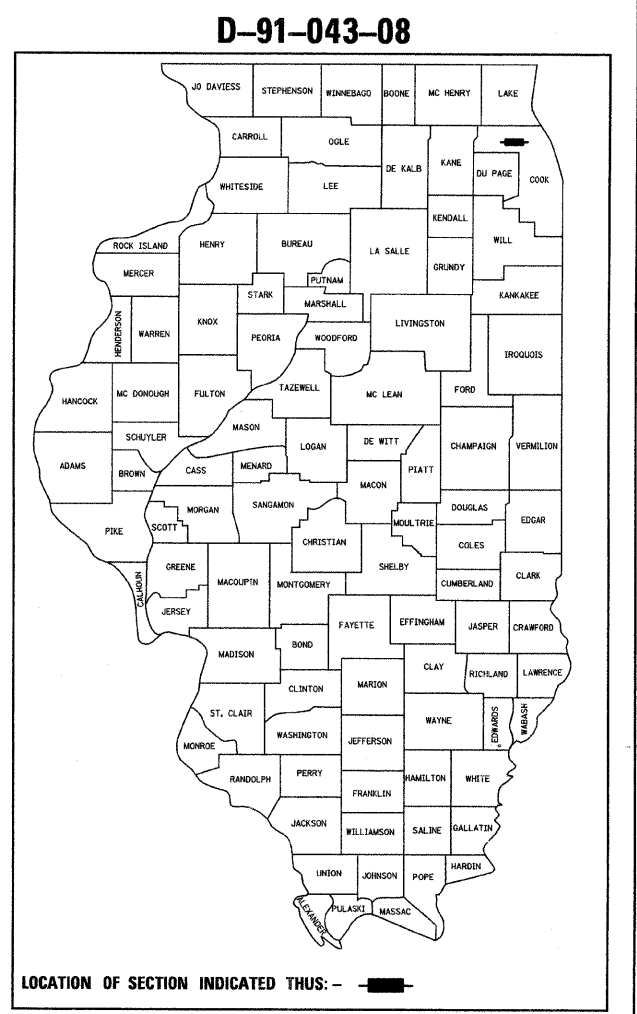 D-91-043-08
JO DAVIESS STEPHENSON WINNEBAGO BOONE MC HENRY LAKE
CARROLL OGLE DE KALB KANE DU PAGE COOK
WHITESIDE LEE
KENDALL
ROCK ISLAND HENRY BUREAU LA SALLE WILL
MERCER PUTNAM GRUNDY
STARK MARSHALL KANKAKEE
HENDERSON WARREN KNOX PEORIA WOODFORD LIVINGSTON
IROQUOIS
HANCOCK MC DONOUGH FULTON TAZEWELL MC LEAN FORD
MASON
SCHUYLER LOGAN DE WITT CHAMPAIGN VERMILION
ADAMS BROWN CASS MENARD PIATT
MACON
PIKE SCOTT MORGAN SANGAMON MOULTRIE DOUGLAS EDGAR
CHRISTIAN COLES
CALHOUN GREENE MACOUPIN MONTGOMERY SHELBY CUMBERLAND CLARK
JERSEY
FAYETTE EFFINGHAM JASPER CRAWFORD
MADISON BOND
CLAY RICHLAND LAWRENCE
CLINTON MARION
ST. CLAIR WAYNE EDWARDS WABASH
MONROE WASHINGTON JEFFERSON
RANDOLPH PERRY HAMILTON WHITE
FRANKLIN
JACKSON WILLIAMSON SALINE GALLATIN
UNION JOHNSON POPE HARDIN
ALEXANDER PULASKI MASSAC
LOCATION OF SECTION INDICATED THUS:-